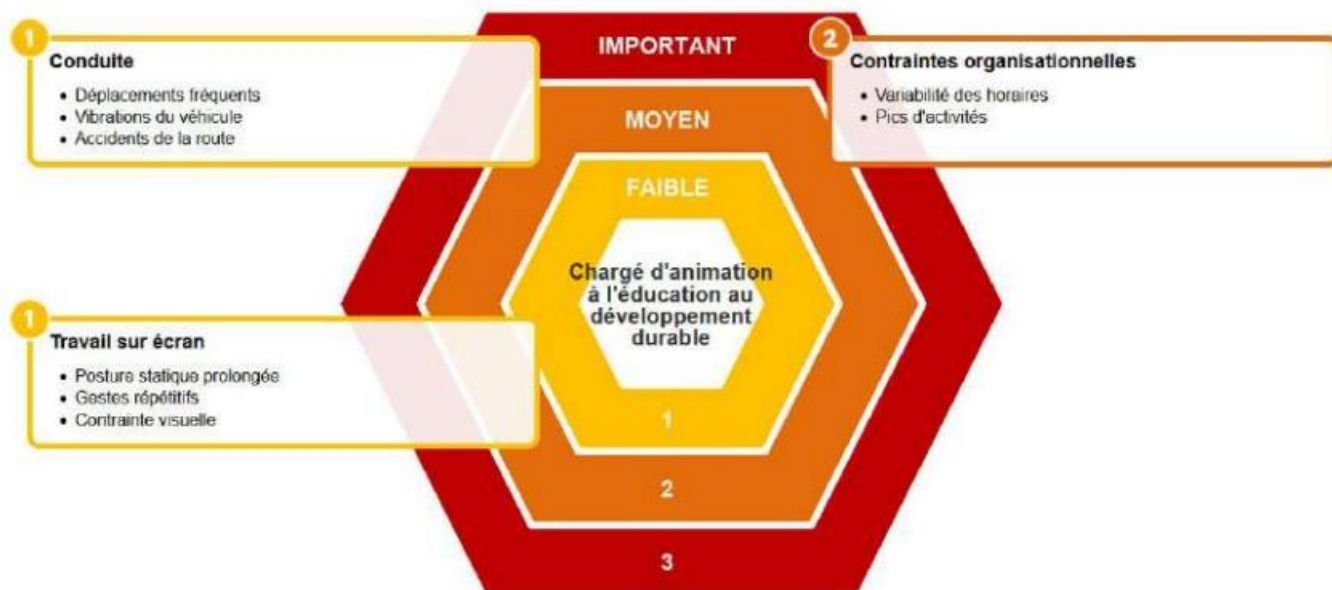 1
Conduite
• Déplacements fréquents
• Vibrations du véhicule
• Accidents de la route
IMPORTANT
2
Contraintes organisationnelles
• Variabilité des horaires
• Pics d'activités
MOYEN
FAIBLE
Chargé d'animation
à l'éducation au
développement
durable
1
Travail sur écran
• Posture statique prolongée
• Gestes répétitifs
• Contrainte visuelle
1
2
3